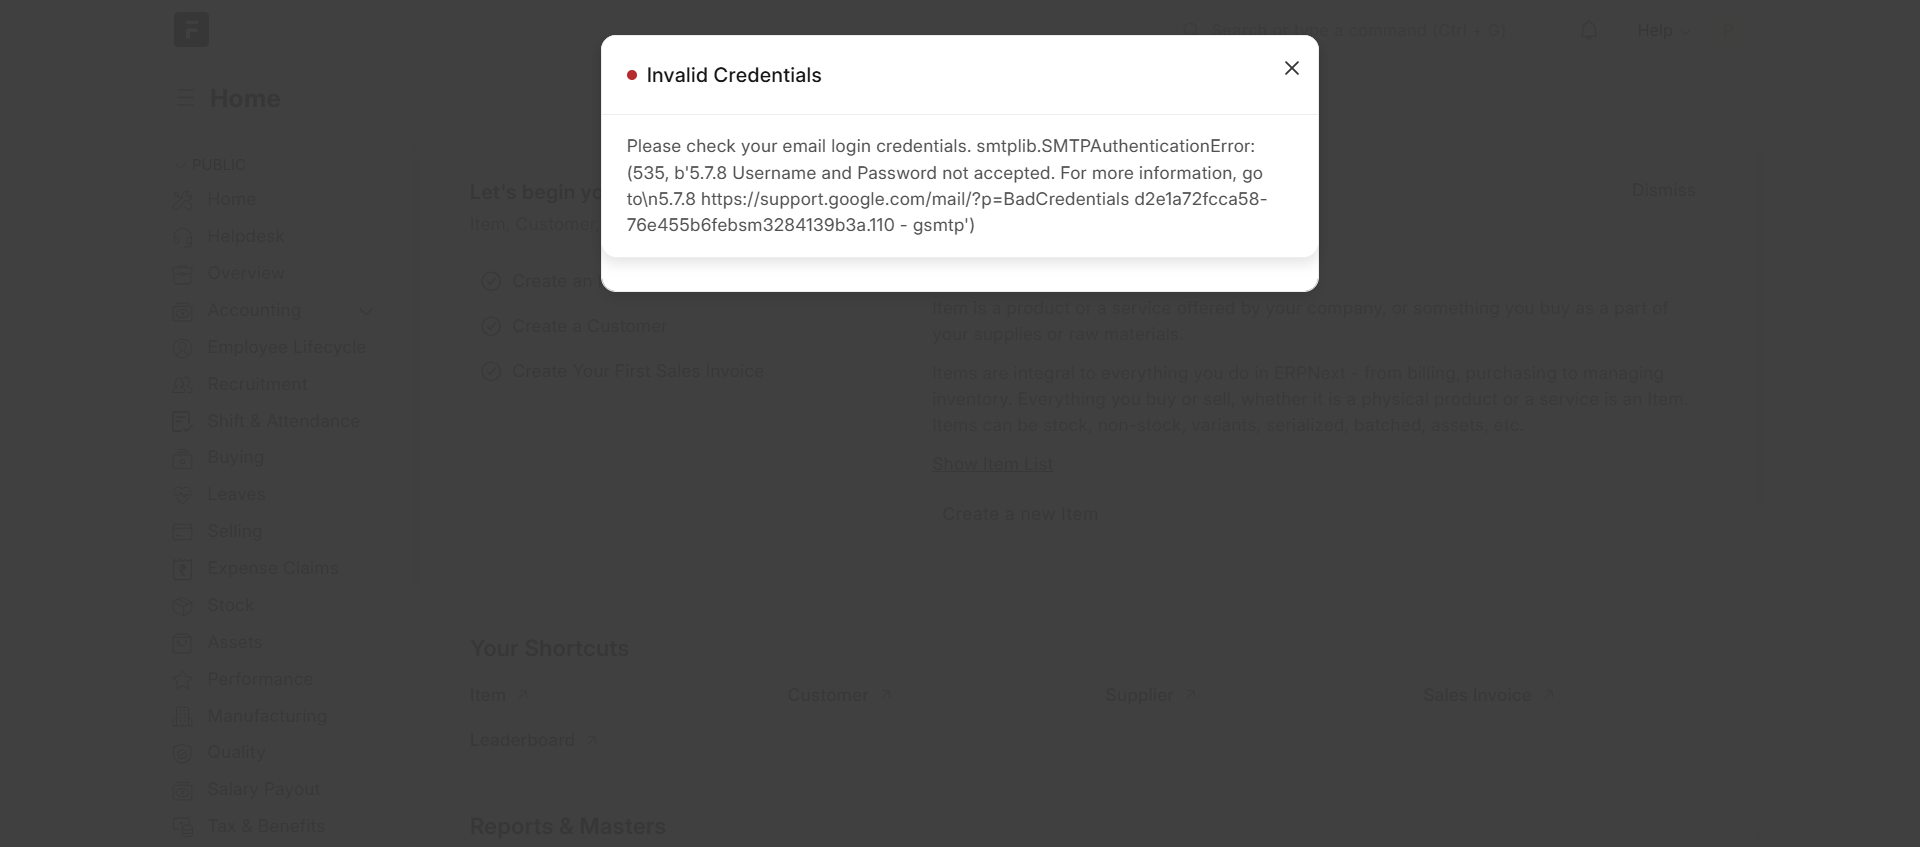 Search or type a command (Ctrl + G)
Help
Invalid Credentials
Please check your email login credentials. smtplib.SMTPAuthenticationError:
(535, b'5.7.8 Username and Password not accepted. For more information, go
to\n5.7.8 https://support.google.com/mail/?p=BadCredentials d2e1a72fcca58-
76e455b6febsm3284139b3a.110 - gsmtp')
Home
PUBLIC
Home
Helpdesk
Overview
Accounting
Employee Lifecycle
Recruitment
Shift & Attendance
Buying
Leaves
Selling
Expense Claims
Stock
Assets
Performance
Manufacturing
Quality
Salary Payout
Tax & Benefits
Let's begin yo
Dismiss
Item, Customer,
Create an
Create a Customer
Create Your First Sales Invoice
Item is a product or a service offered by your company, or something you buy as a part of
your supplies or raw materials.
Items are integral to everything you do in ERPNext - from billing, purchasing to managing
inventory. Everything you buy or sell, whether it is a physical product or a service is an Item.
Items can be stock, non-stock, variants, serialized, batched, assets, etc.
Show Item List
Create a new Item
Your Shortcuts
Item
Customer
Supplier
Sales Invoice
Leaderboard
Reports & Masters